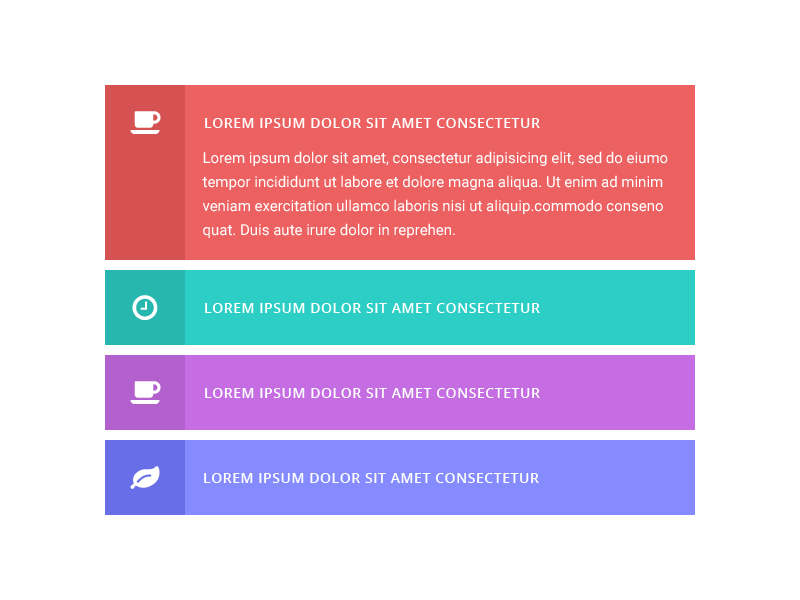 LOREM IPSUM DOLOR SIT AMET CONSECTETUR
Lorem ipsum dolor sit amet, consectetur adipisicing elit, sed do eiumo
tempor incididunt ut labore et dolore magna aliqua. Ut enim ad minim
veniam exercitation ullamco laboris nisi ut aliquip.commodo conseno
quat. Duis aute irure dolor in reprehen.
LOREM IPSUM DOLOR SIT AMET CONSECTETUR
LOREM IPSUM DOLOR SIT AMET CONSECTETUR
LOREM IPSUM DOLOR SIT AMET CONSECTETUR